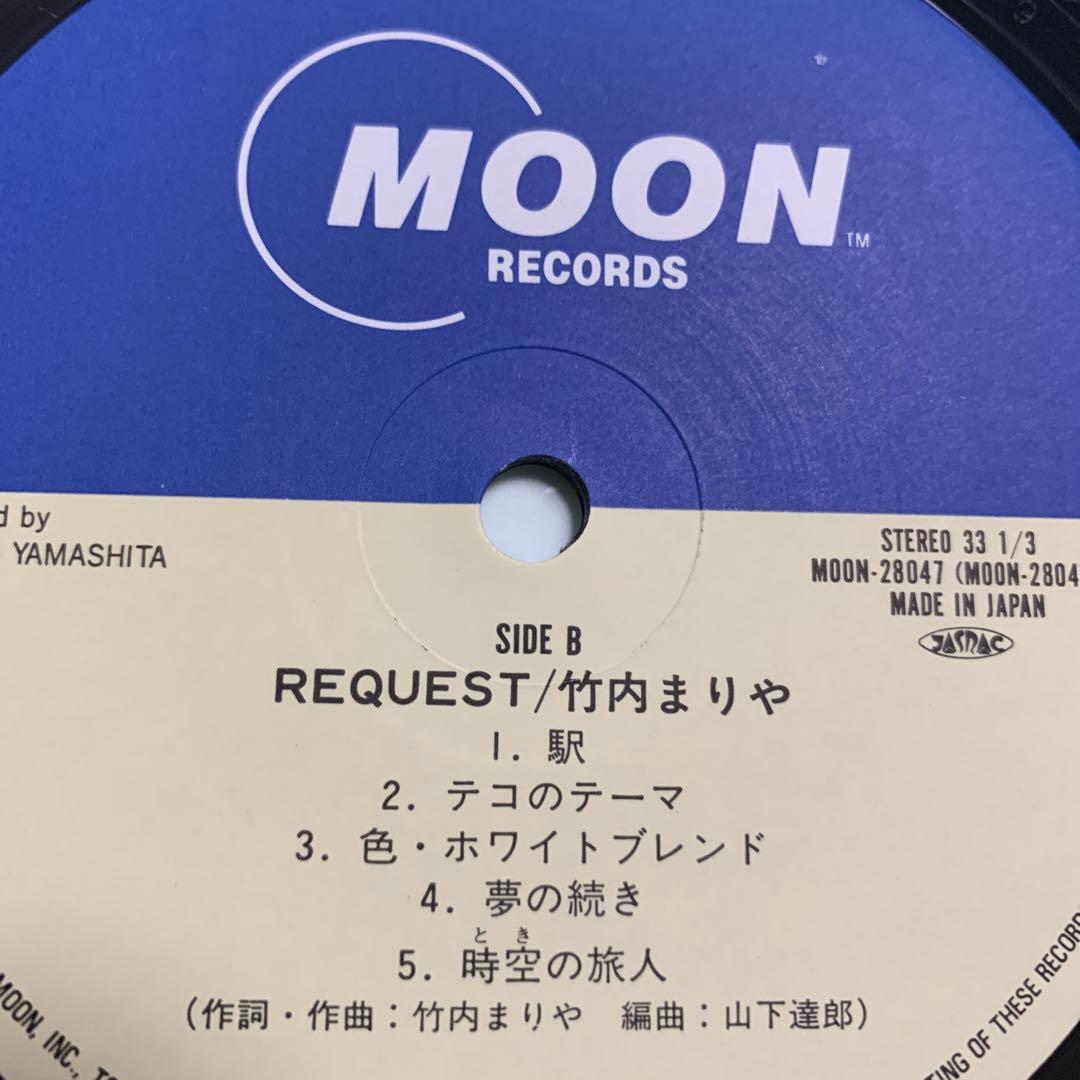 MOON™
RECORDS
d by
YAMASHITA
STEREO 33 1/3
MOON-28047 (MOON-2804
MADE IN JAPAN
JASRAC
SIDE B
REQUEST/竹内まりや
1. 駅
2. テコのテーマ
3. 色・ホワイトブレンド
4. 夢の続き
とき
5. 時空の旅人
(作詞・作曲：竹内まりや 編曲：山下達郎)
MOON, INC.,
TING OF THESE RECORD